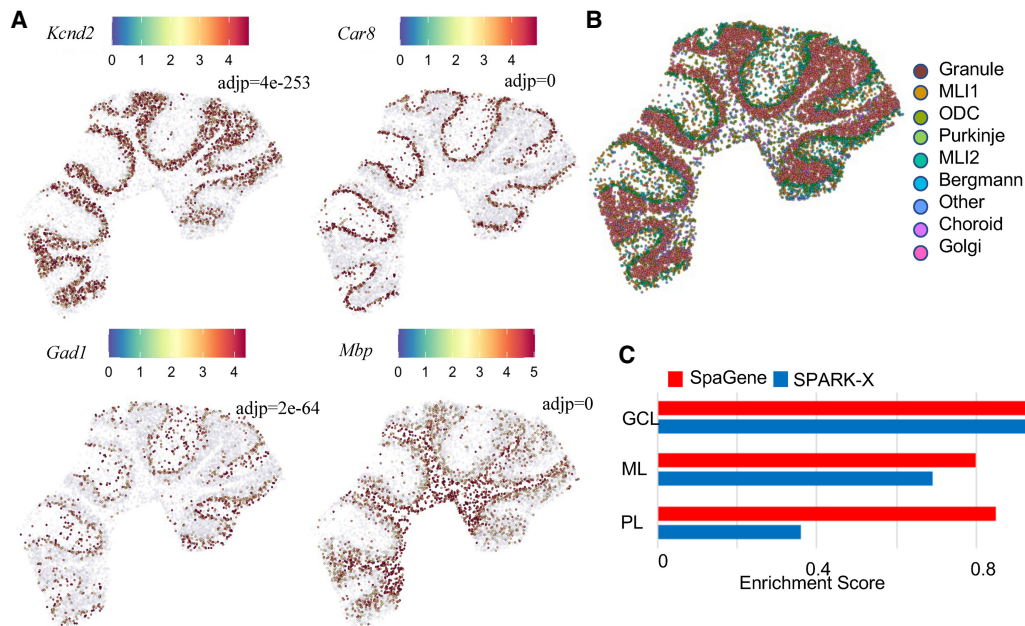 A
Kcnd2
0 1 2 3 4
adjp=4e-253
Car8
0 1 2 3 4
adjp=0
Gad1
0 2 4
adjp=2e-64
Mbp
0 1 2 3 4 5
adjp=0
B
Granule
MLI1
ODC
Purkinje
MLI2
Bergmann
Other
Choroid
Golgi
C
SpaGene SPARK-X
GCL
ML
PL
0 0.4 0.8
Enrichment Score